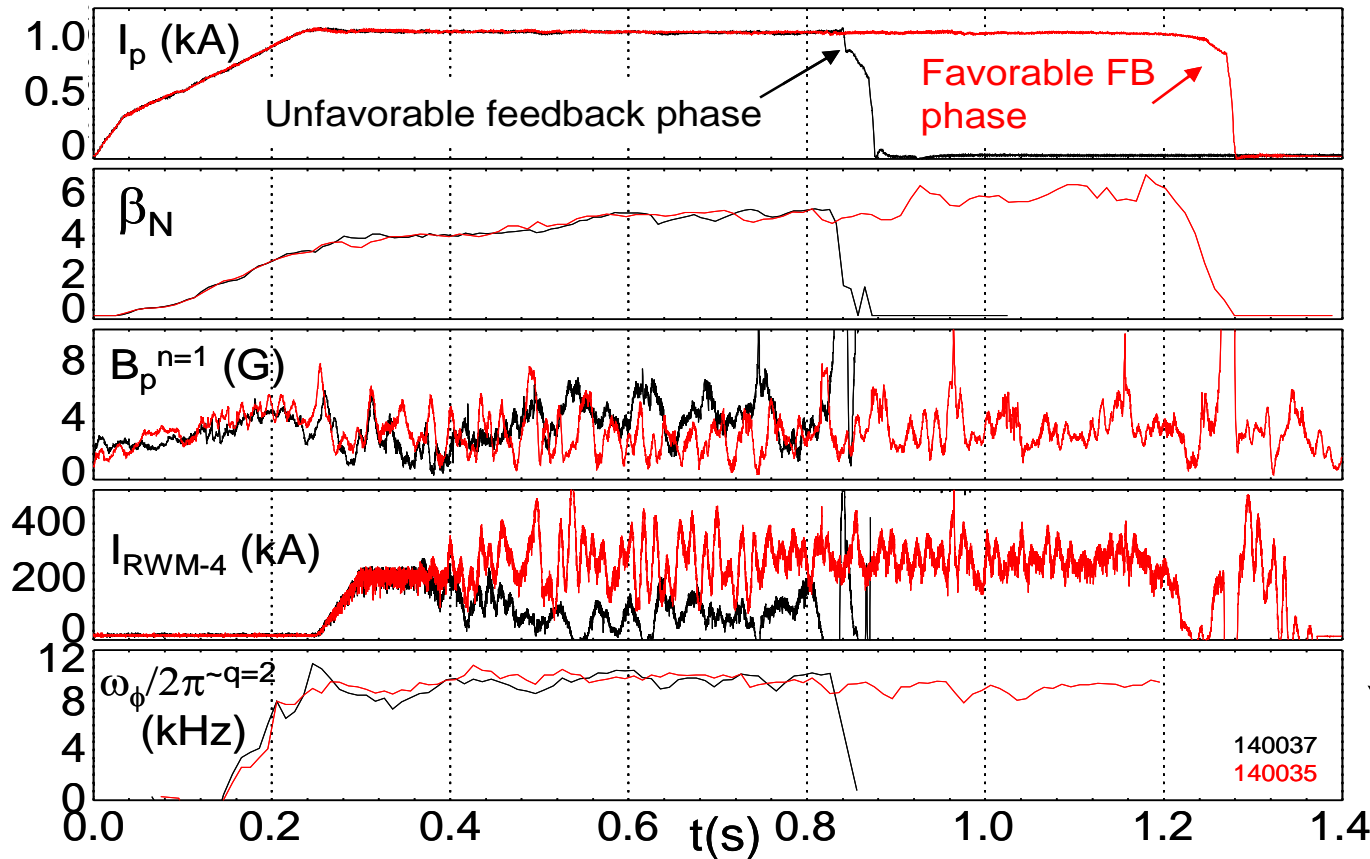 I_p (kA)
1.0
0.5
0
Unfavorable feedback phase
Favorable FB
phase
β_N
6
4
2
0
B_p^{n=1} (G)
8
4
0
I_{RWM-4} (kA)
400
200
0
ω_ϕ/2π^{~q=2}
(kHz)
12
8
4
0
140037
140035
0.0 0.2 0.4 0.6 0.8 1.0 1.2 1.4
t(s)